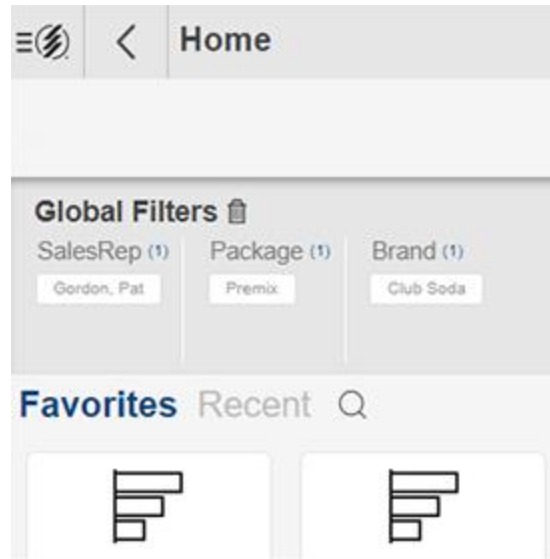 Home
Global Filters
SalesRep (1) Package (1) Brand (1)
Gordon, Pat Premix Club Soda
Favorites Recent